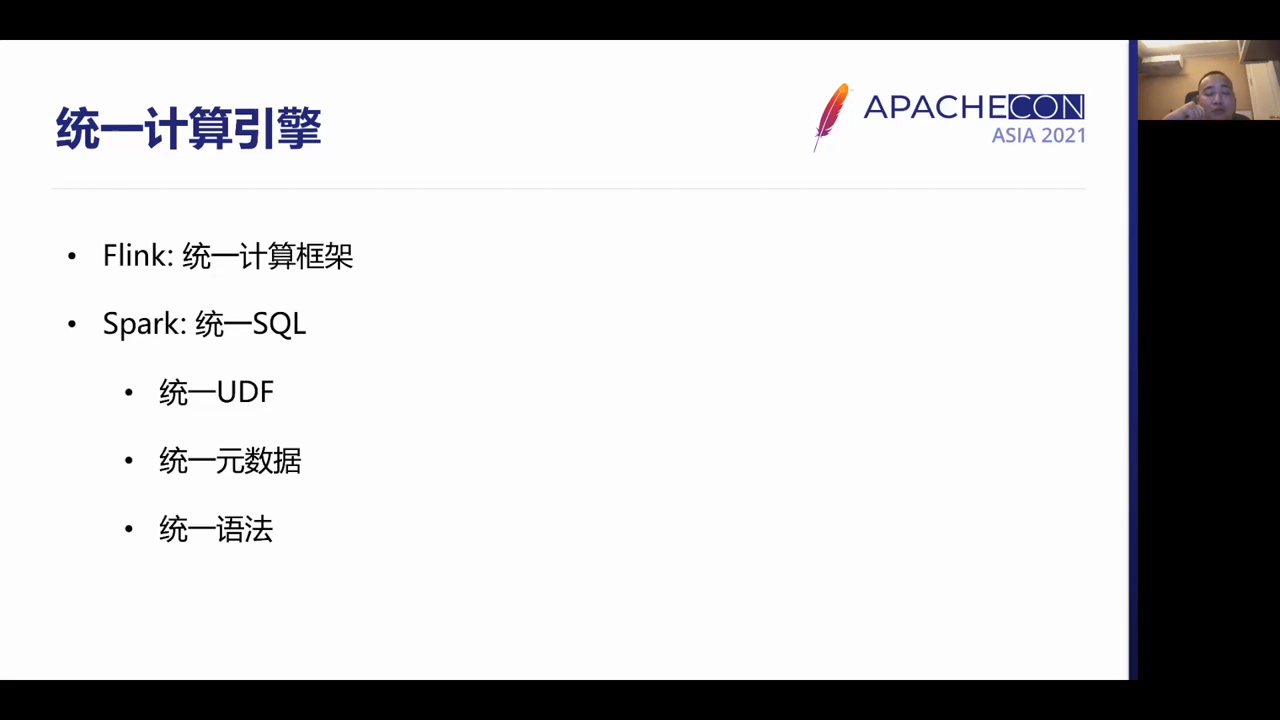 统一计算引擎
APACHECON
ASIA 2021
• Flink: 统一计算框架
• Spark: 统一SQL
• 统一UDF
• 统一元数据
• 统一语法